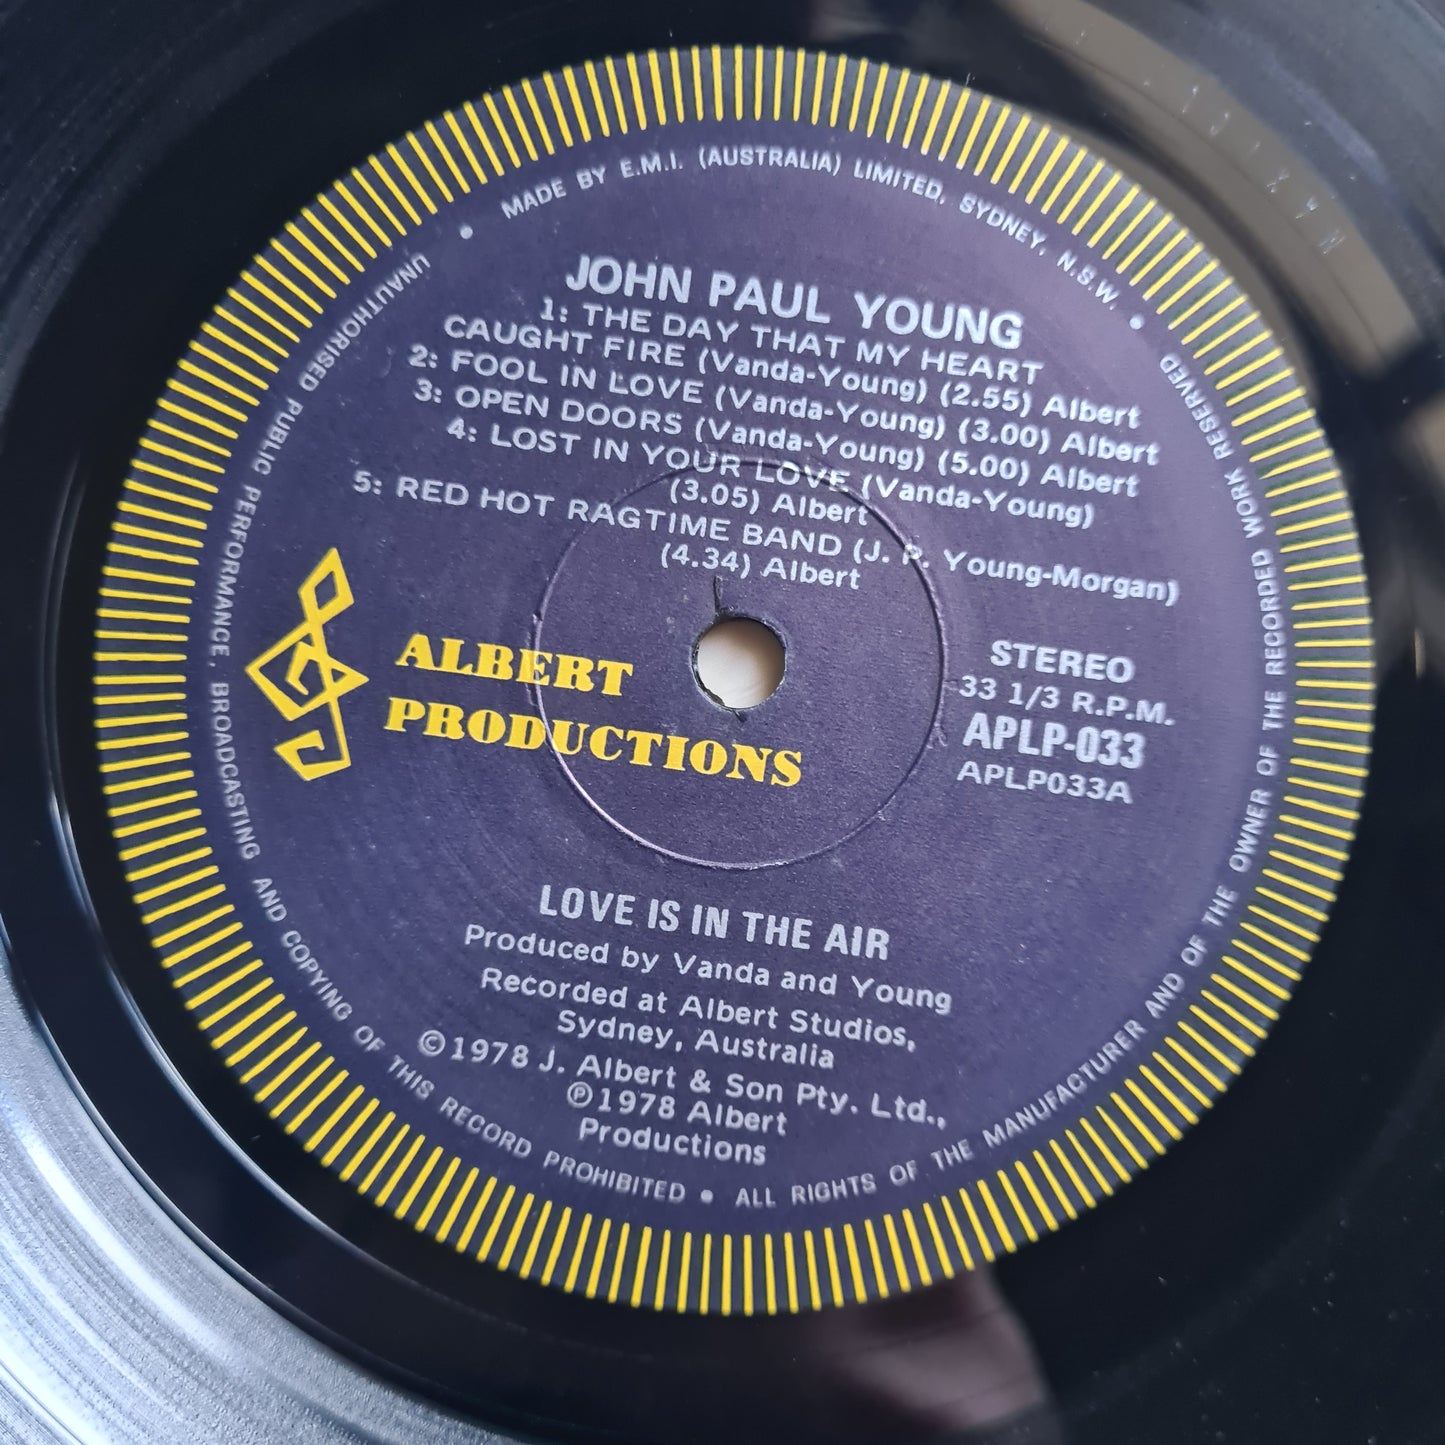 MADE BY E.M.I. (AUSTRALIA) LIMITED, SYDNEY, N.S.W. •
JOHN PAUL YOUNG
1: THE DAY THAT MY HEART
CAUGHT FIRE (Vanda-Young) (2.55) Albert
2: FOOL IN LOVE (Vanda-Young) (3.00) Albert
3: OPEN DOORS (Vanda-Young) (5.00) Albert
4: LOST IN YOUR LOVE (Vanda-Young)
(3.05) Albert
5: RED HOT RAGTIME BAND (J. P. Young-Morgan)
(4.34) Albert
ALBERT
PRODUCTIONS
STEREO
33 1/3 R.P.M.
APLP-033
APLP033A
LOVE IS IN THE AIR
Produced by Vanda and Young
Recorded at Albert Studios,
Sydney, Australia
©1978 J. Albert & Son Pty. Ltd.,
℗1978 Albert
Productions
• UNAUTHORISED PUBLIC PERFORMANCE, BROADCASTING AND COPYING OF THIS RECORD PROHIBITED • ALL RIGHTS OF THE MANUFACTURER AND OF THE OWNER OF THE RECORDED WORK RESERVED